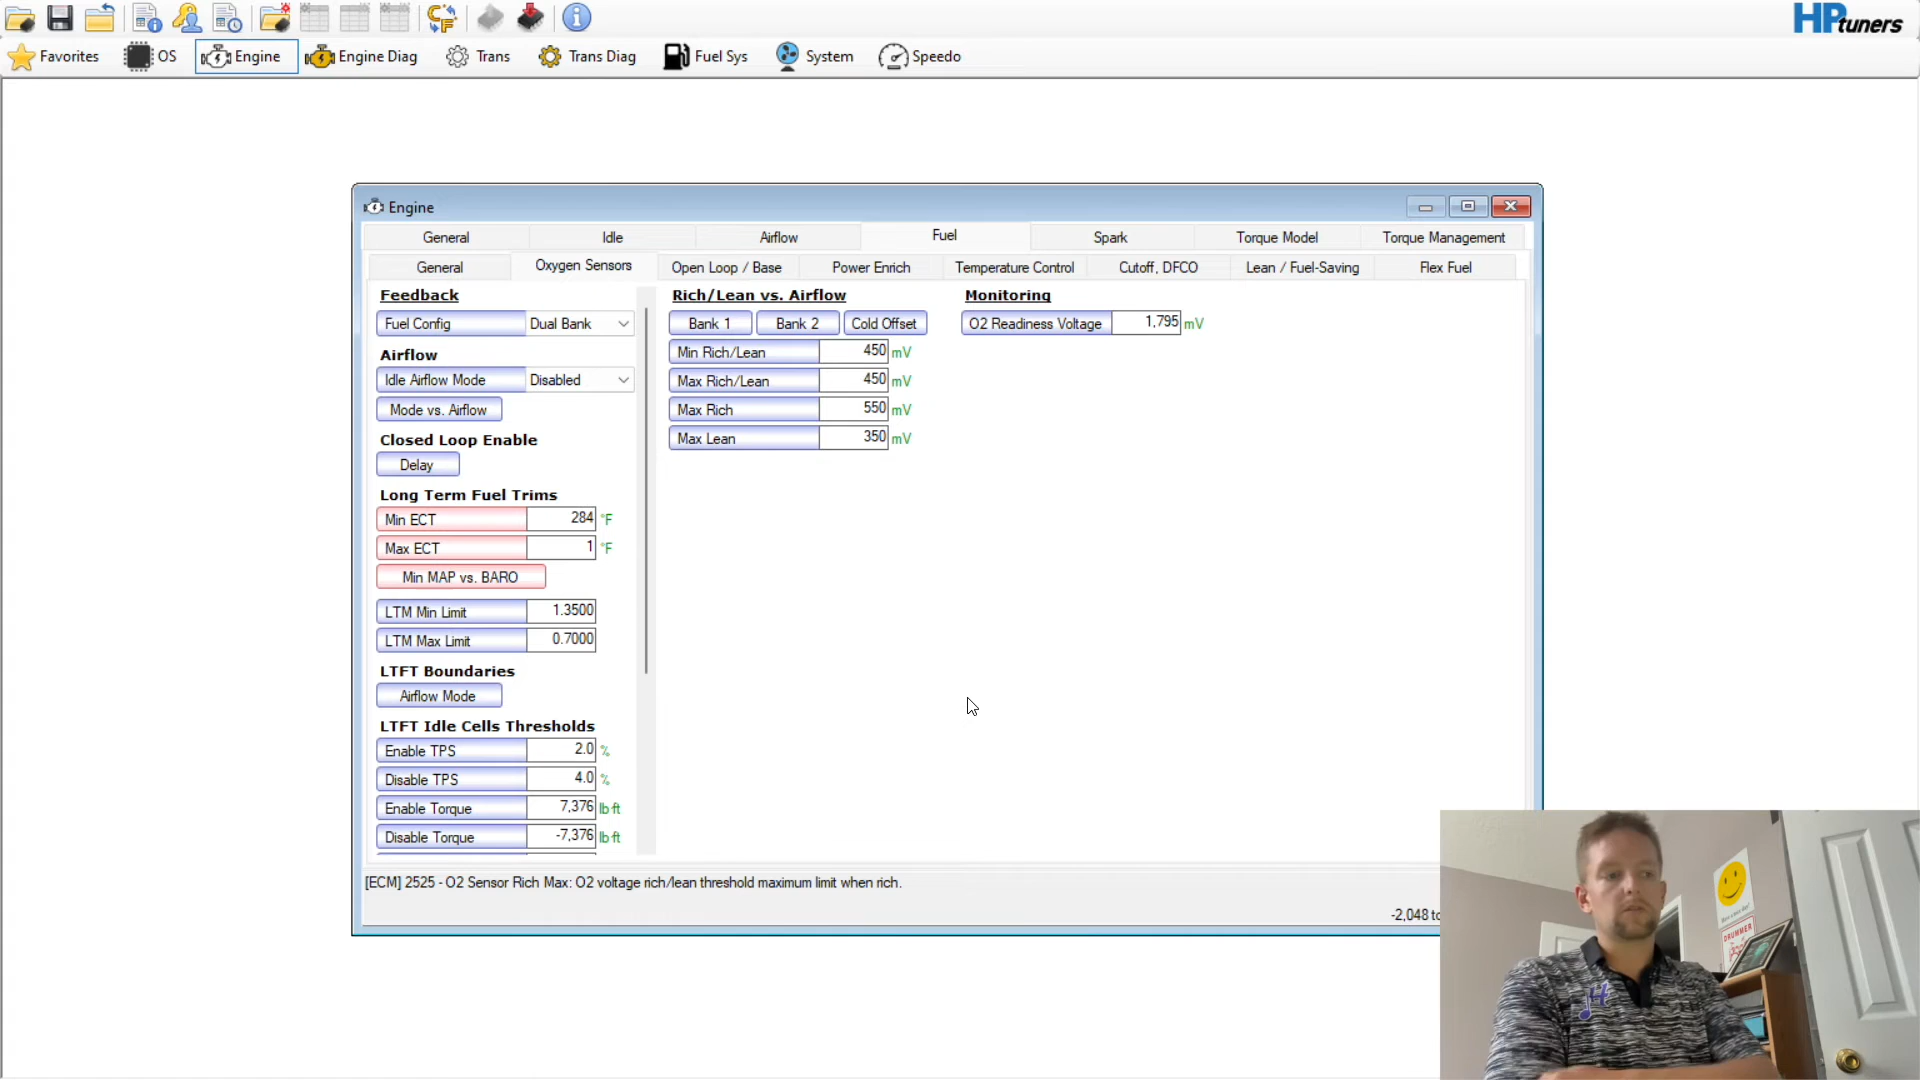 HPtuners
Favorites OS Engine Engine Diag Trans Trans Diag Fuel Sys System Speedo
Engine
General Idle Airflow Fuel Spark Torque Model Torque Management
General Oxygen Sensors Open Loop / Base Power Enrich Temperature Control Cutoff, DFCO Lean / Fuel-Saving Flex Fuel
Feedback
Fuel Config Dual Bank
Airflow
Idle Airflow Mode Disabled
Mode vs. Airflow
Closed Loop Enable
Delay
Long Term Fuel Trims
Min ECT 284 °F
Max ECT 1 °F
Min MAP vs. BARO
LTM Min Limit 1.3500
LTM Max Limit 0.7000
LTFT Boundaries
Airflow Mode
LTFT Idle Cells Thresholds
Enable TPS 2.0 %
Disable TPS 4.0 %
Enable Torque 7,376 lb·ft
Disable Torque -7,376 lb·ft
Rich/Lean vs. Airflow
Bank 1 Bank 2 Cold Offset
Min Rich/Lean 450 mV
Max Rich/Lean 450 mV
Max Rich 550 mV
Max Lean 350 mV
Monitoring
O2 Readiness Voltage 1,795 mV
[ECM] 2525 - O2 Sensor Rich Max: O2 voltage rich/lean threshold maximum limit when rich.
-2,048 to
DRUMMER